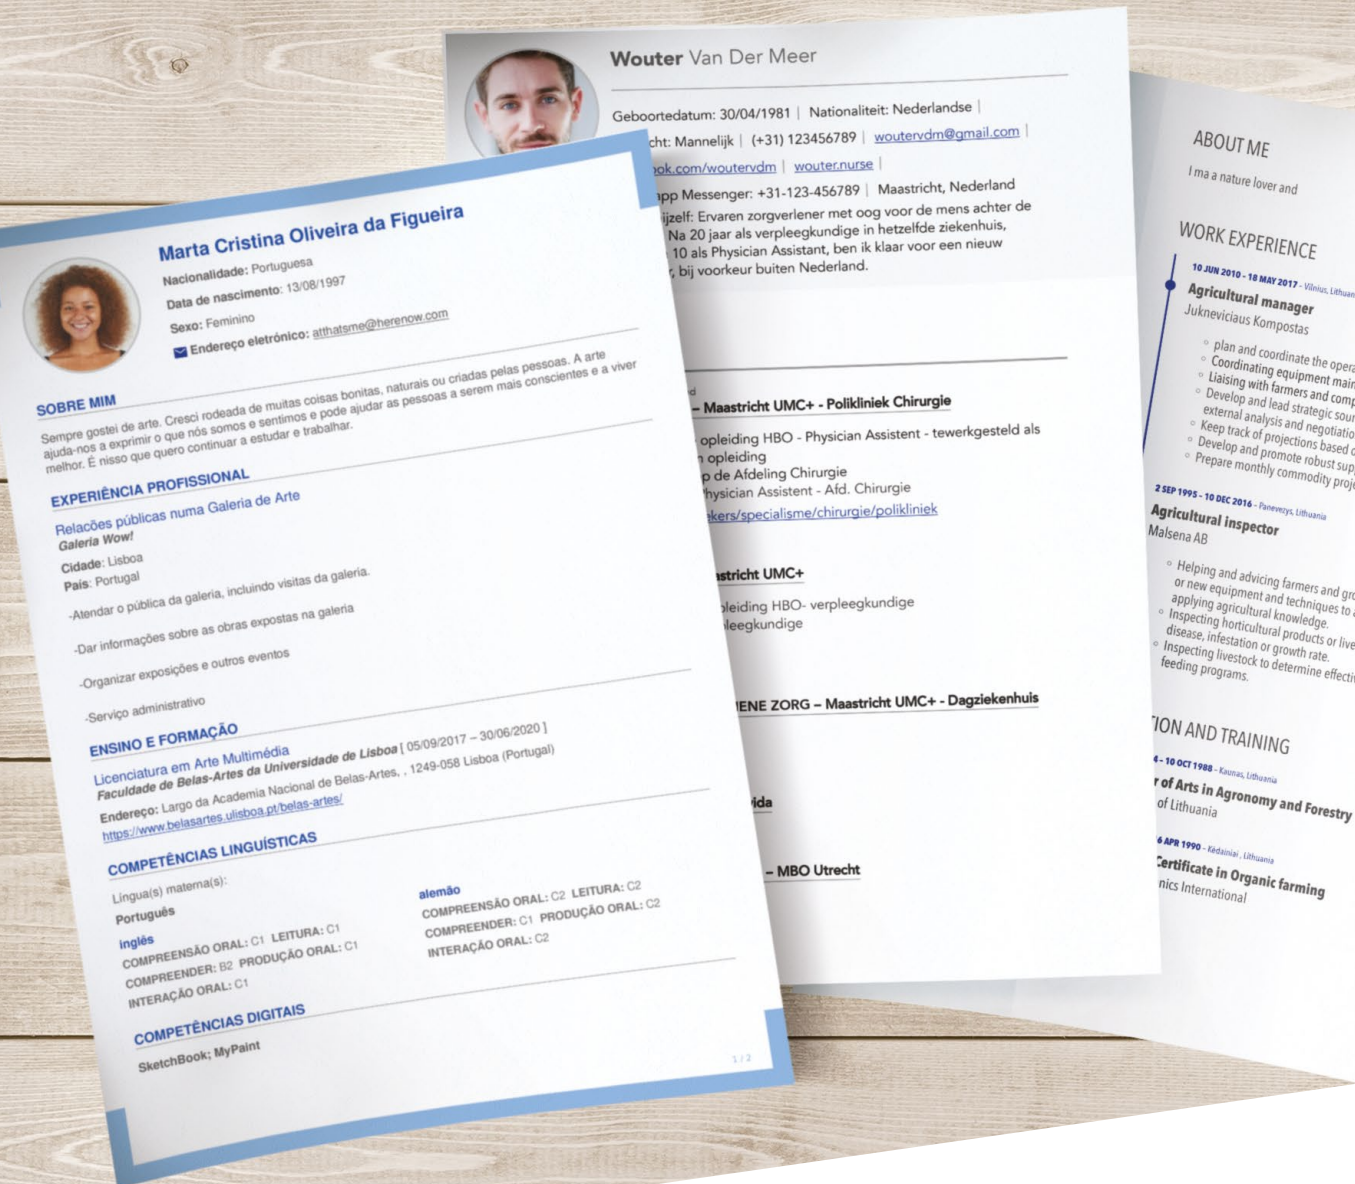 Marta Cristina Oliveira da Figueira
Nacionalidade: Portuguesa
Data de nascimento: 13/08/1997
Sexo: Feminino
Endereço eletrónico: atthatsme@herenow.com
SOBRE MIM
Sempre gostei de arte. Cresci rodeada de muitas coisas bonitas, naturais ou criadas pelas pessoas. A arte
ajuda-nos a exprimir o que nós somos e sentimos e pode ajudar as pessoas a serem mais conscientes e a viver
melhor. É nisso que quero continuar a estudar e trabalhar.
EXPERIÊNCIA PROFISSIONAL
Relacões públicas numa Galeria de Arte
Galeria Wow!
Cidade: Lisboa
País: Portugal
-Atendar o pública da galeria, incluindo visitas da galeria.
-Dar informações sobre as obras expostas na galeria
-Organizar exposições e outros eventos
-Serviço administrativo
ENSINO E FORMAÇÃO
Licenciatura em Arte Multimédia
Faculdade de Belas-Artes da Universidade de Lisboa [ 05/09/2017 – 30/06/2020 ]
Endereço: Largo da Academia Nacional de Belas-Artes, , 1249-058 Lisboa (Portugal)
https://www.belasartes.ulisboa.pt/belas-artes/
COMPETÊNCIAS LINGUÍSTICAS
Língua(s) materna(s):
Português
inglês
COMPREENSÃO ORAL: C1 LEITURA: C1
COMPREENDER: B2 PRODUÇÃO ORAL: C1
INTERAÇÃO ORAL: C1
alemão
COMPREENSÃO ORAL: C2 LEITURA: C2
COMPREENDER: C1 PRODUÇÃO ORAL: C2
INTERAÇÃO ORAL: C2
COMPETÊNCIAS DIGITAIS
SketchBook; MyPaint
1 / 2
Wouter Van Der Meer
Geboortedatum: 30/04/1981 | Nationaliteit: Nederlandse |
cht: Mannelijk | (+31) 123456789 | woutervdm@gmail.com |
ok.com/woutervdm | wouter.nurse |
pp Messenger: +31-123-456789 | Maastricht, Nederland
ijzelf: Ervaren zorgverlener met oog voor de mens achter de
Na 20 jaar als verpleegkundige in hetzelfde ziekenhuis,
10 als Physician Assistant, ben ik klaar voor een nieuw
, bij voorkeur buiten Nederland.
– Maastricht UMC+ - Polikliniek Chirurgie
opleiding HBO - Physician Assistent - tewerkgesteld als
opleiding
p de Afdeling Chirurgie
hysician Assistent - Afd. Chirurgie
kers/specialisme/chirurgie/polikliniek
astricht UMC+
leiding HBO- verpleegkundige
leegkundige
ENE ZORG – Maastricht UMC+ - Dagziekenhuis
ida
– MBO Utrecht
ABOUT ME
I ma a nature lover and
WORK EXPERIENCE
10 JUN 2010 - 18 MAY 2017 – Vilnius, Lithuan
Agricultural manager
Jukneviciaus Kompostas
◦ plan and coordinate the opera
◦ Coordinating equipment main
◦ Liaising with farmers and comp
◦ Develop and lead strategic sour
external analysis and negotiatio
◦ Keep track of projections based o
◦ Develop and promote robust sup
◦ Prepare monthly commodity proje
2 SEP 1995 - 10 DEC 2016 – Panevezys, Lithuania
Agricultural inspector
Malsena AB
◦ Helping and advicing farmers and gro
or new equipment and techniques to a
applying agricultural knowledge.
◦ Inspecting horticultural products or live
disease, infestation or growth rate.
◦ Inspecting livestock to determine effecti
feeding programs.
ION AND TRAINING
4 - 10 OCT 1988 – Kaunas, Lithuania
r of Arts in Agronomy and Forestry
of Lithuania
6 APR 1990 – Kėdainiai , Lithuania
Certificate in Organic farming
nics International